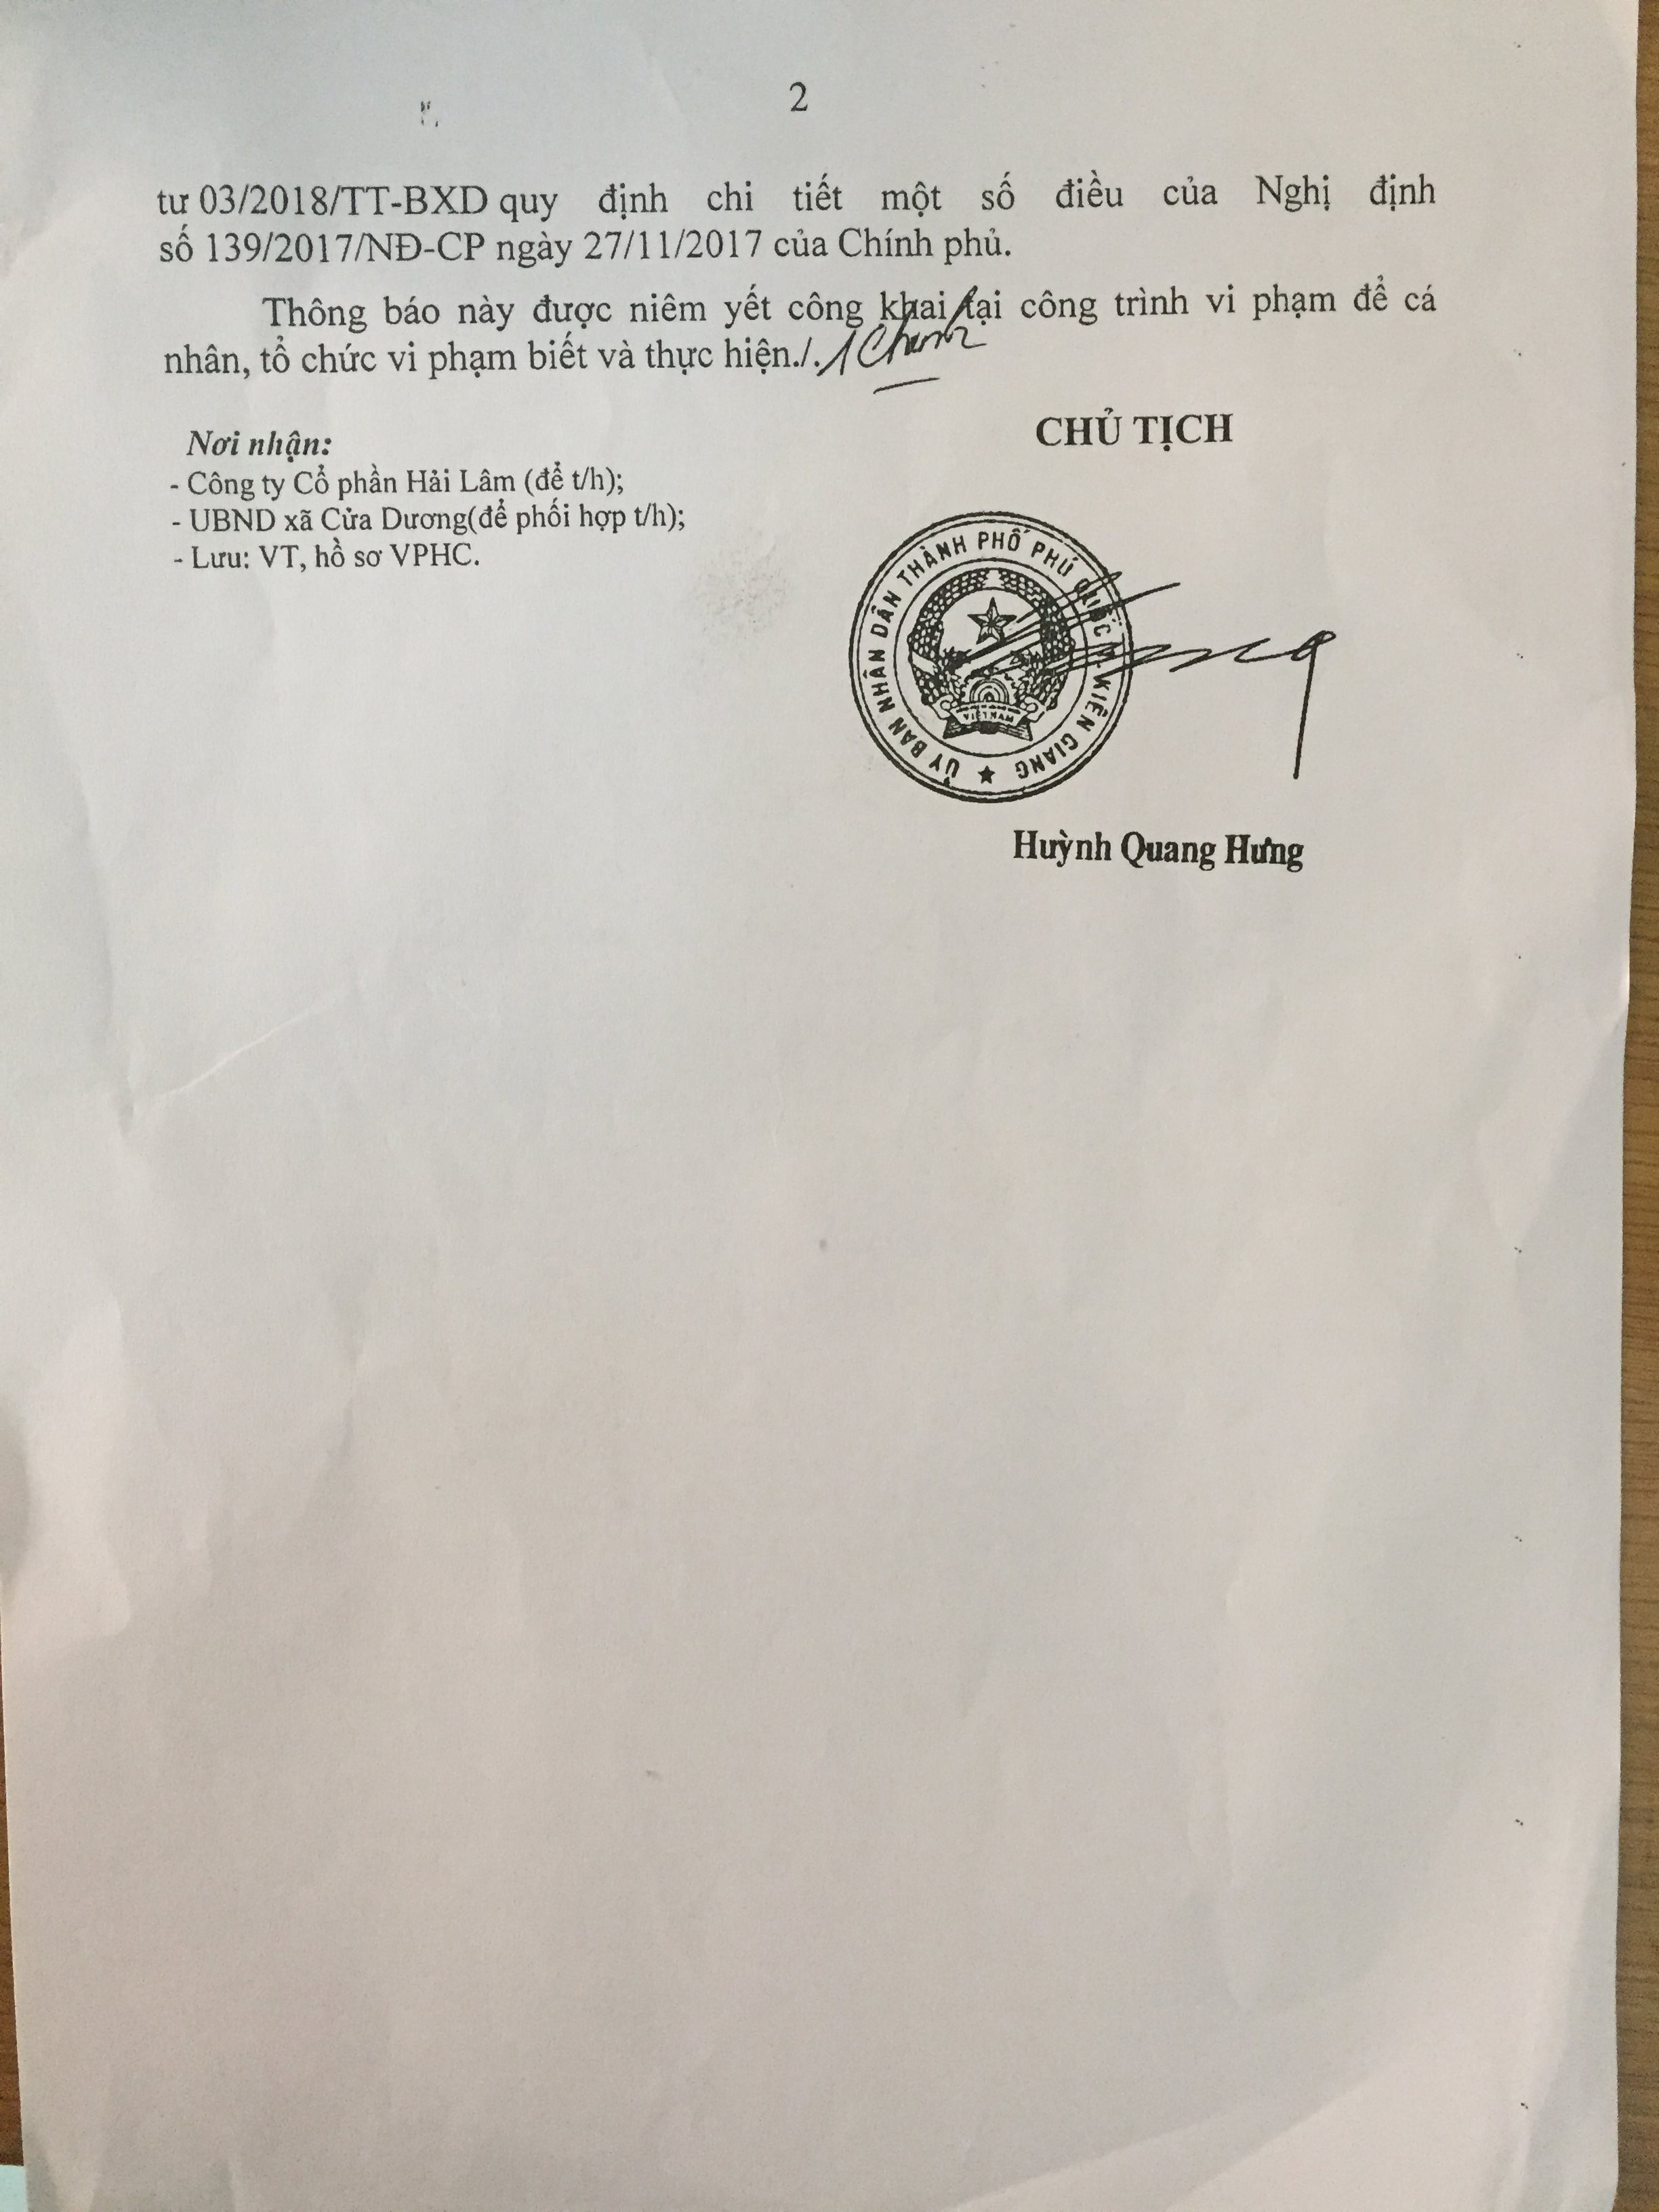 2
tư 03/2018/TT-BXD quy định chi tiết một số điều của Nghị định
số 139/2017/NĐ-CP ngày 27/11/2017 của Chính phủ.
Thông báo này được niêm yết công khai tại công trình vi phạm để cá
nhân, tổ chức vi phạm biết và thực hiện./.
CHỦ TỊCH
Nơi nhận:
- Công ty Cổ phần Hải Lâm (để t/h);
- UBND xã Cửa Dương(để phối hợp t/h);
- Lưu: VT, hồ sơ VPHC.
ỦY BAN NHÂN DÂN THÀNH PHỐ PHÚ QUỐC T. KIÊN GIANG
VIỆT NAM
Huỳnh Quang Hưng